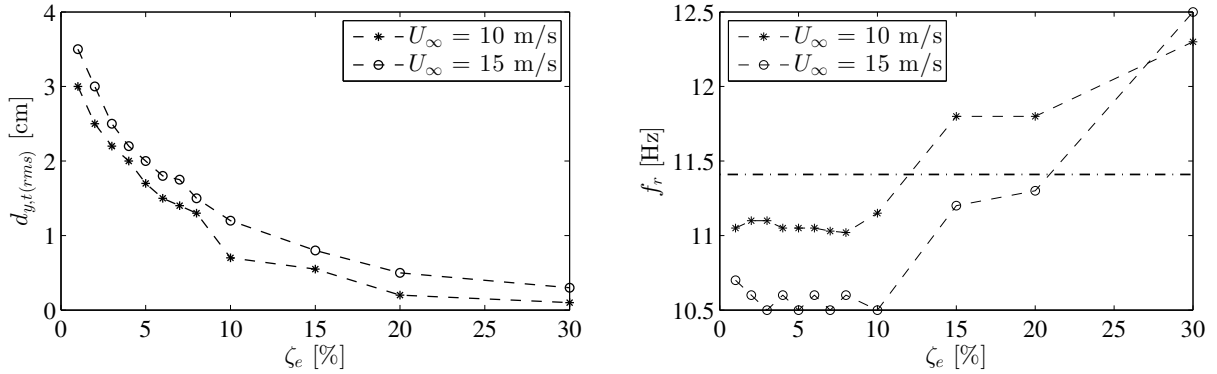 4
3
2
1
0
d_{y,t(rms)} [cm]
0 5 10 15 20 25 30
ζ_e [%]
U_∞ = 10 m/s
U_∞ = 15 m/s
12.5
12
11.5
11
10.5
f_r [Hz]
0 5 10 15 20 25 30
ζ_e [%]
U_∞ = 10 m/s
U_∞ = 15 m/s